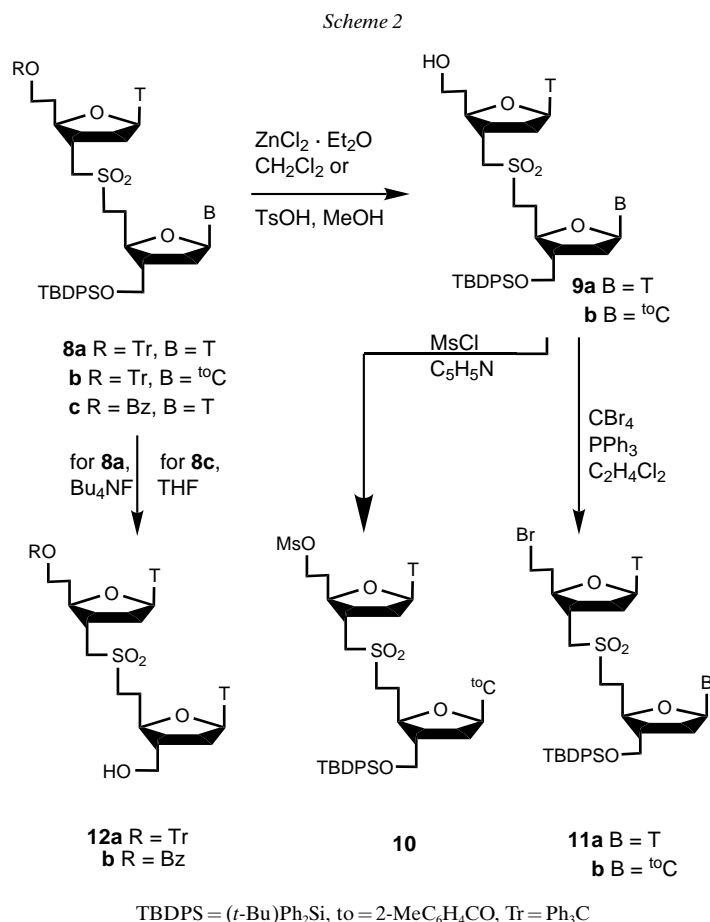 Scheme 2
RO
O
T
SO₂
O
B
TBDPSO
8a R = Tr, B = T
b R = Tr, B = ᵗᵒC
c R = Bz, B = T
ZnCl₂ · Et₂O
CH₂Cl₂ or
TsOH, MeOH
HO
O
T
SO₂
O
B
TBDPSO
9a B = T
b B = ᵗᵒC
for 8a,
Bu₄NF
for 8c,
THF
MsCl
C₅H₅N
CBr₄
PPh₃
C₂H₄Cl₂
RO
O
T
SO₂
O
T
HO
12a R = Tr
b R = Bz
MsO
O
T
SO₂
O
ᵗᵒC
TBDPSO
10
Br
O
T
SO₂
O
B
TBDPSO
11a B = T
b B = ᵗᵒC
TBDPS = (t-Bu)Ph₂Si, to = 2-MeC₆H₄CO, Tr = Ph₃C